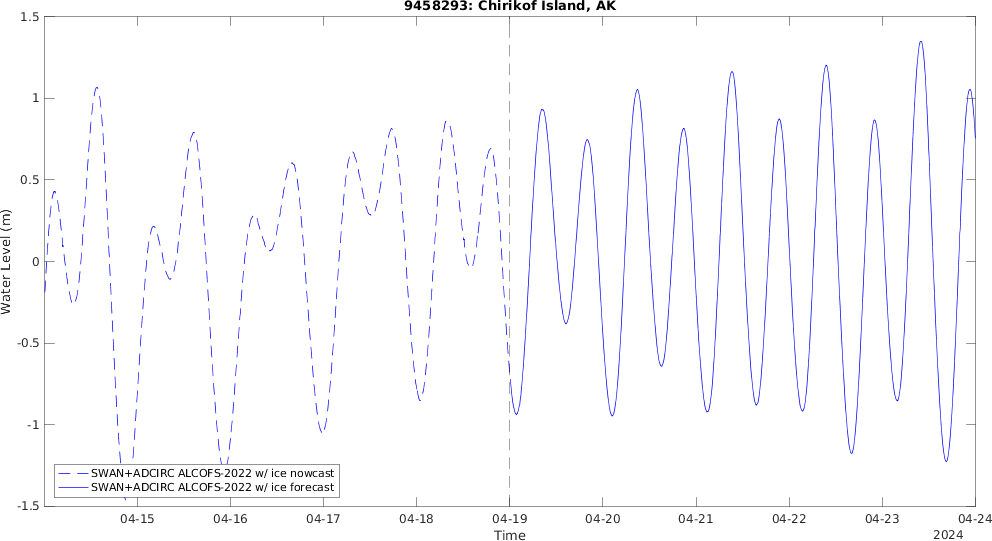 9458293: Chirikof Island, AK
1.5
1
0.5
0
-0.5
-1
-1.5
Water Level (m)
SWAN+ADCIRC ALCOFS-2022 w/ ice nowcast
SWAN+ADCIRC ALCOFS-2022 w/ ice forecast
04-15 04-16 04-17 04-18 04-19 04-20 04-21 04-22 04-23 04-24
Time
2024